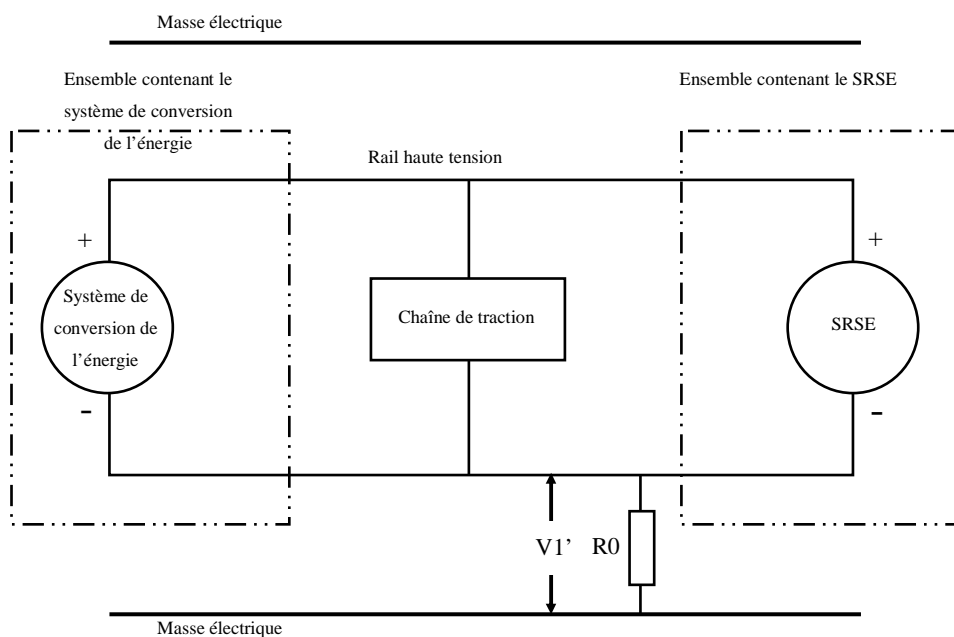 Masse électrique
Ensemble contenant le
système de conversion
de l'énergie
Ensemble contenant le SRSE
Rail haute tension
+
+
Système de
conversion de
l'énergie
Chaîne de traction
SRSE
-
-
V1'
R0
Masse électrique